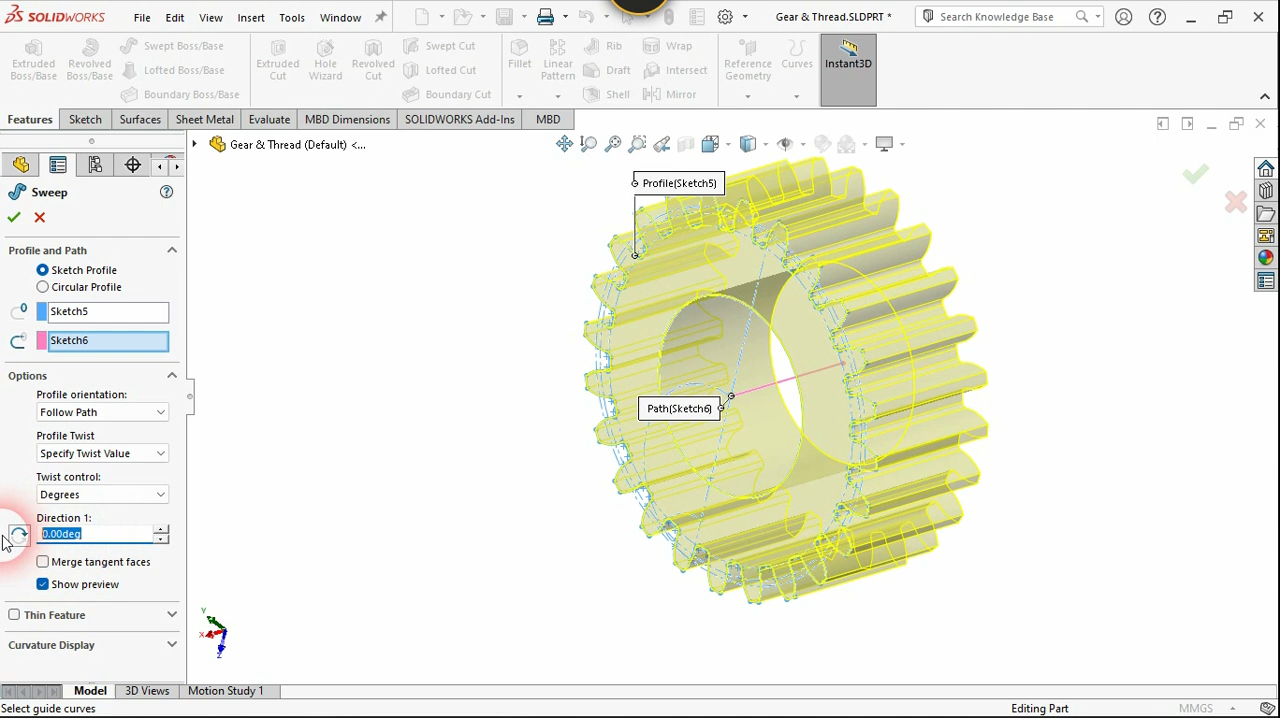 SOLIDWORKS File Edit View Insert Tools Window Gear & Thread.SLDPRT * Search Knowledge Base
Extruded Boss/Base
Revolved Boss/Base
Swept Boss/Base
Lofted Boss/Base
Boundary Boss/Base
Extruded Cut
Hole Wizard
Revolved Cut
Swept Cut
Lofted Cut
Boundary Cut
Fillet
Linear Pattern
Rib
Draft
Shell
Wrap
Intersect
Mirror
Reference Geometry
Curves
Instant3D
Features Sketch Surfaces Sheet Metal Evaluate MBD Dimensions SOLIDWORKS Add-Ins MBD
Gear & Thread (Default) <...
Sweep
Profile and Path
Sketch Profile
Circular Profile
Sketch5
Sketch6
Options
Profile orientation:
Follow Path
Profile Twist
Specify Twist Value
Twist control:
Degrees
Direction 1:
0.00deg
Merge tangent faces
Show preview
Thin Feature
Curvature Display
Profile(Sketch5)
Path(Sketch6)
Y
X
Z
Model 3D Views Motion Study 1
Select guide curves Editing Part MMGS